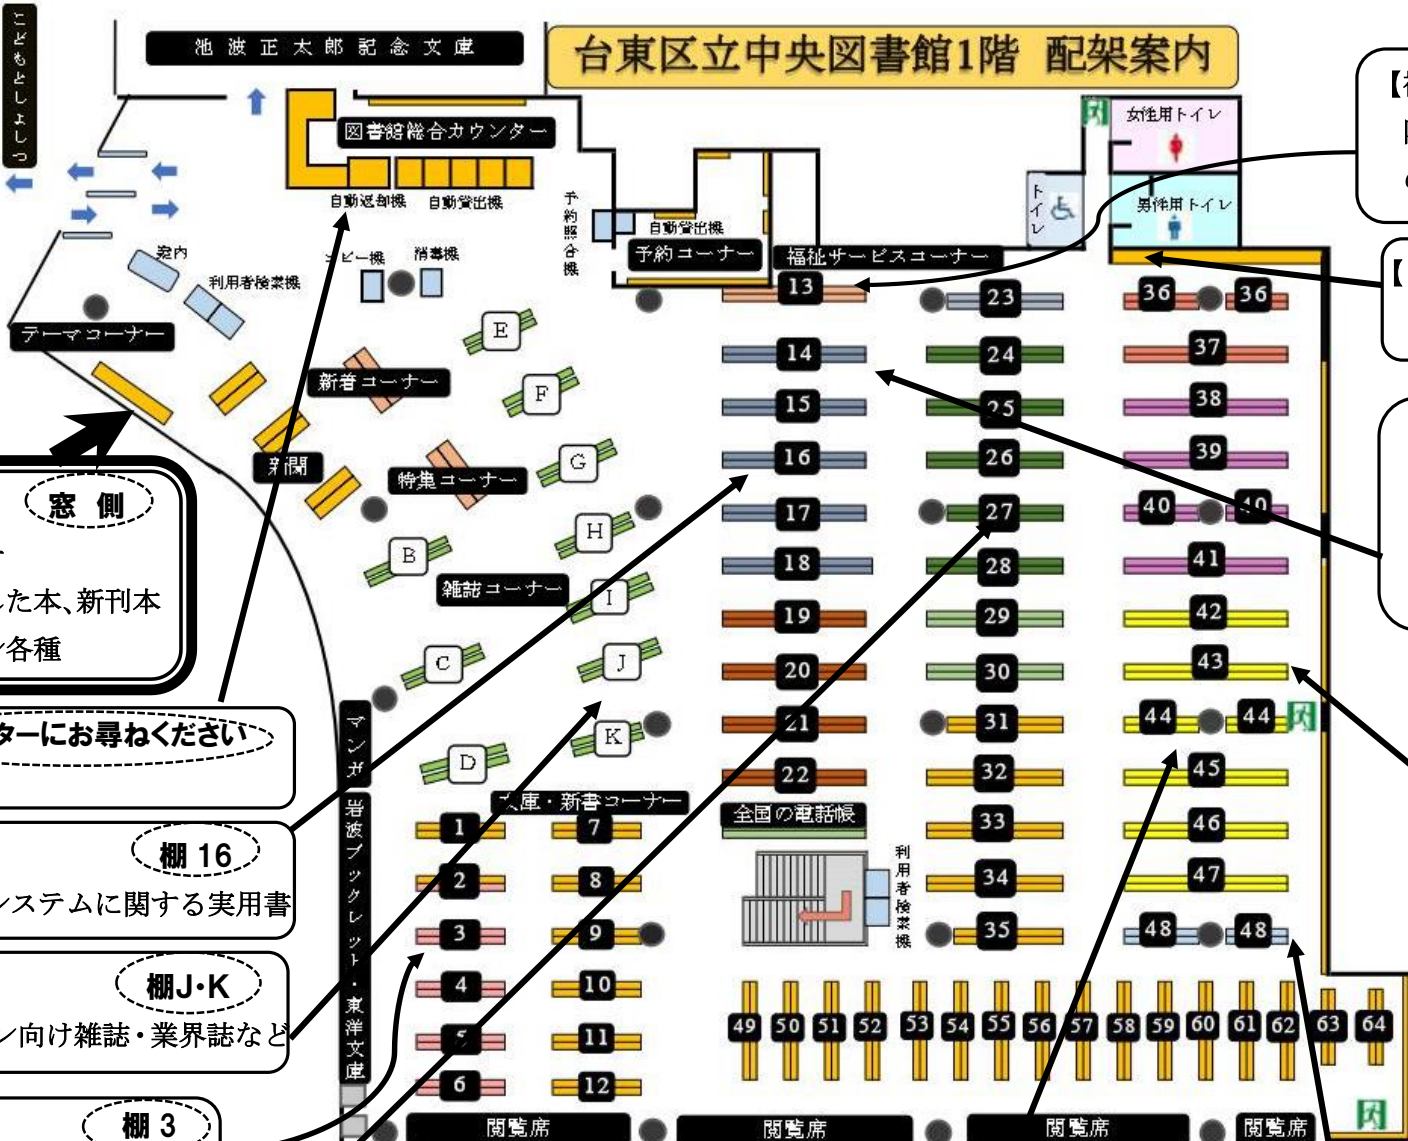 こどもとしょしつ
池波正太郎記念文庫
台東区立中央図書館1階 配架案内
図書館総合カウンター
自動返却機
自動貸出機
予約照合機
自動貸出機
予約コーナー
福祉サービスコーナー
女性用トイレ
男性用トイレ
トイレ
【
【
案内
利用者検索機
コピー機
消毒機
テーマコーナー
新着コーナー
新聞
特集コーナー
雑誌コーナー
B
C
D
E
F
G
H
I
J
K
マンガ
岩波ブックレット・東洋文庫
文庫・新書コーナー
1
2
3
4
5
6
7
8
9
10
11
12
13
14
15
16
17
18
19
20
21
22
全国の電話帳
利用者検索機
23
24
25
26
27
28
29
30
31
32
33
34
35
36
36
37
38
39
40
40
41
42
43
44
44
45
46
47
48
48
49
50
51
52
53
54
55
56
57
58
59
60
61
62
63
64
閲覧席
閲覧席
閲覧席
閲覧席
窓側
た本、新刊本
各種
ターにお尋ねください
棚 16
システムに関する実用書
棚J・K
ン向け雑誌・業界誌など
棚 3